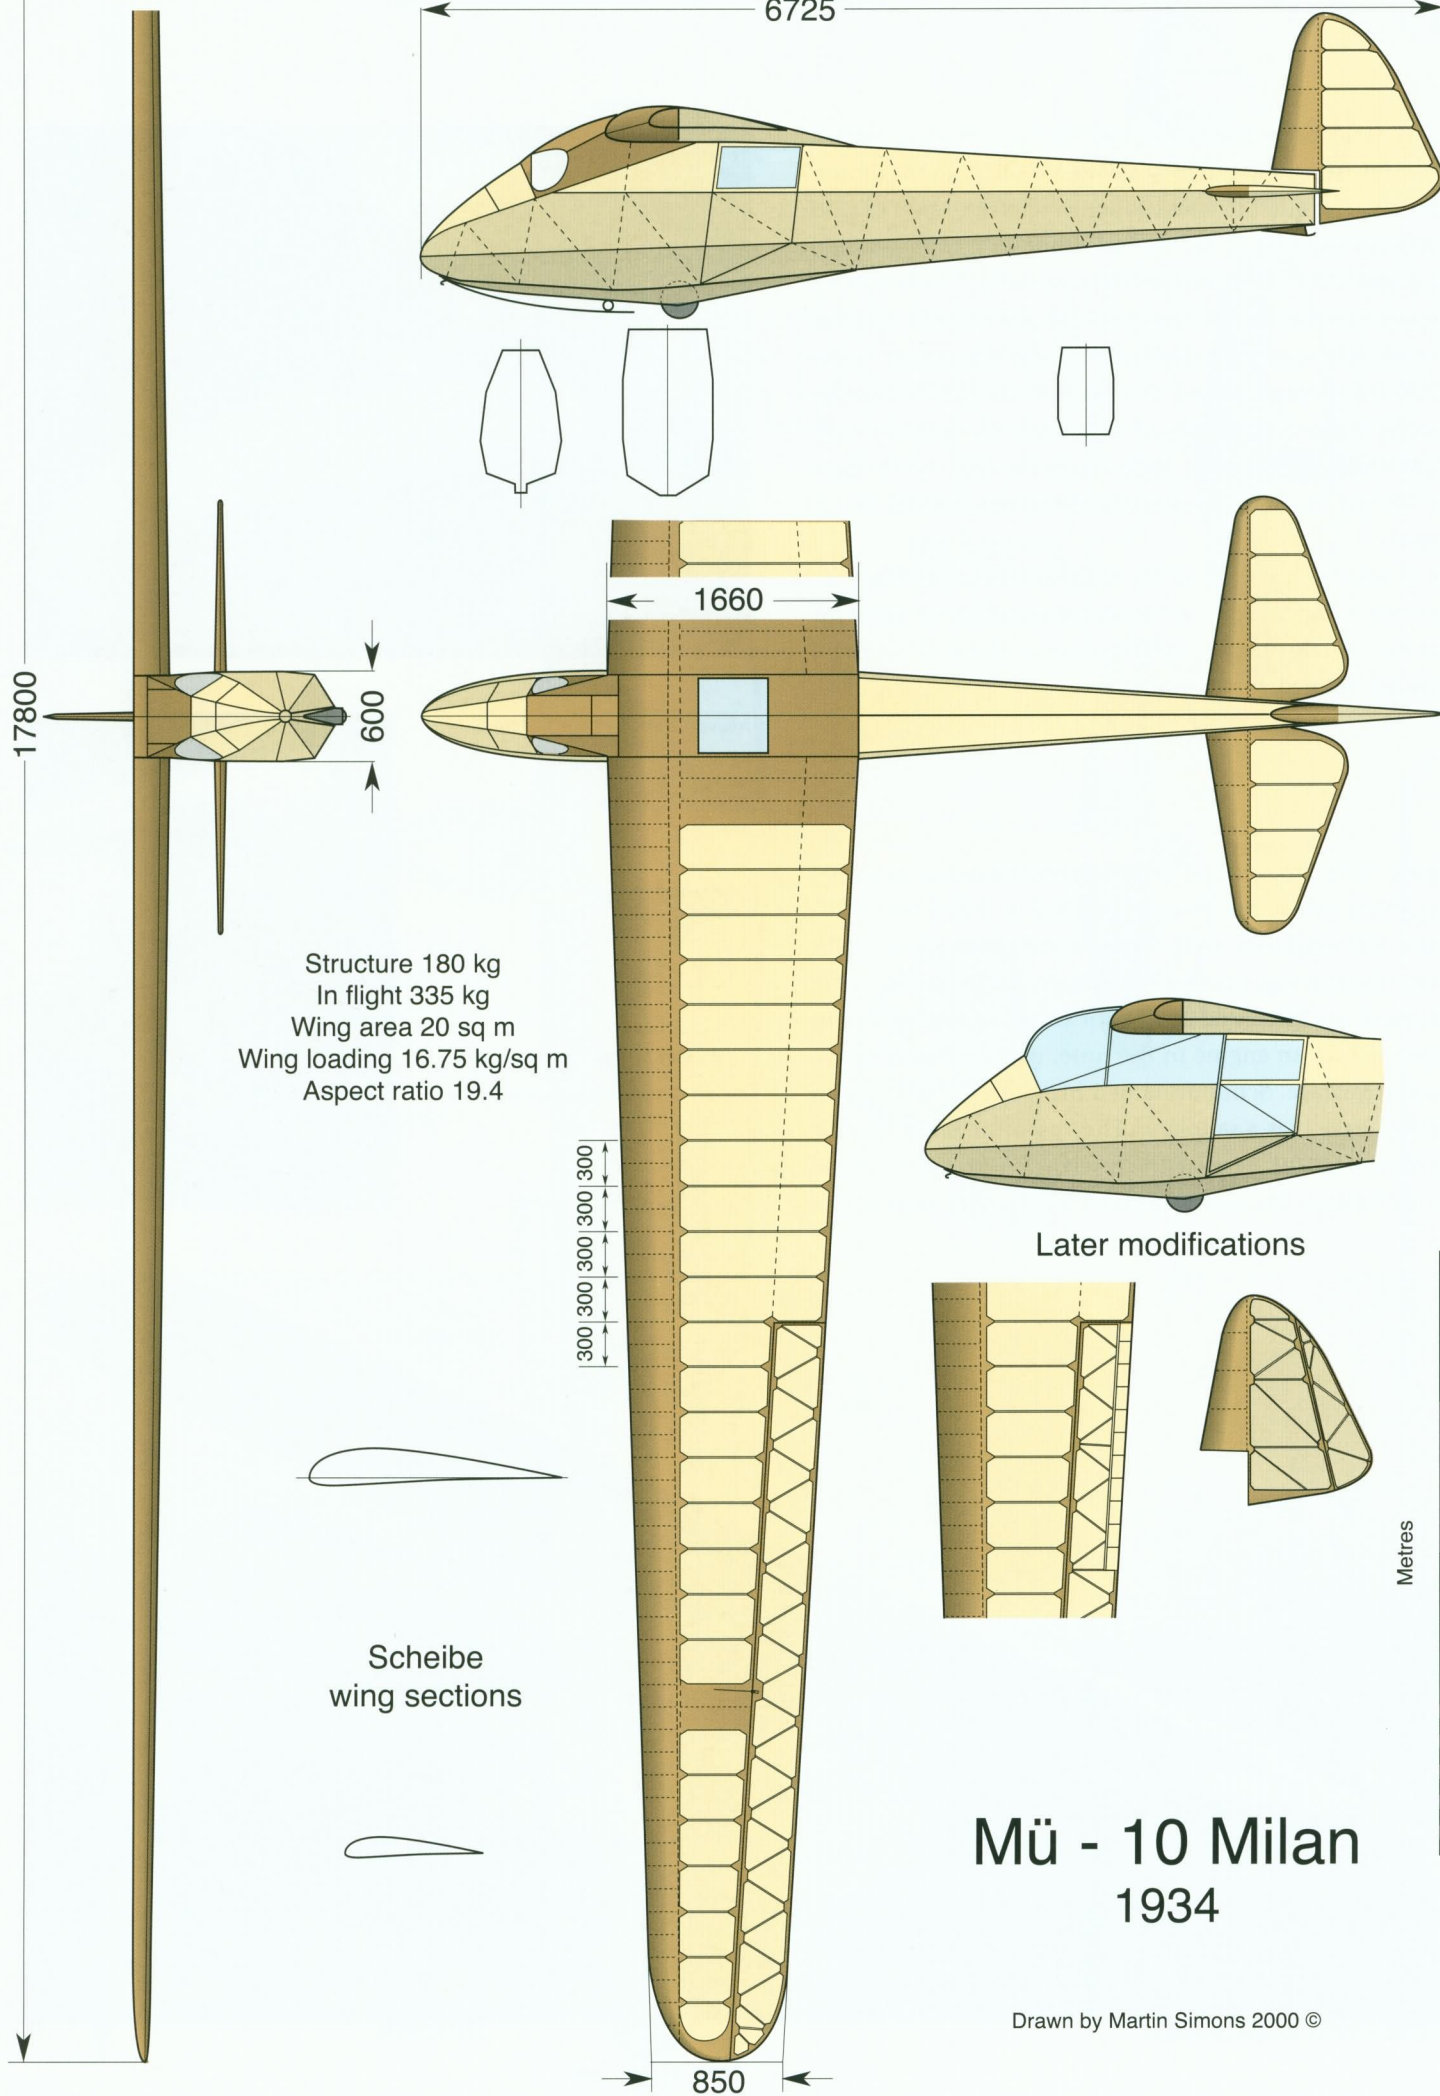 6725
1660
17800
600
Structure 180 kg
In flight 335 kg
Wing area 20 sq m
Wing loading 16.75 kg/sq m
Aspect ratio 19.4
300
300
300
300
300
Later modifications
Metres
Scheibe
wing sections
Mü - 10 Milan
1934
Drawn by Martin Simons 2000 ©
850